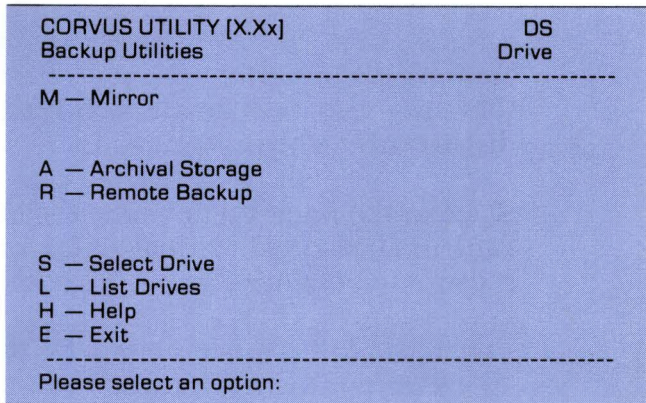 CORVUS UTILITY [X.Xx] DS
Backup Utilities Drive
M — Mirror
A — Archival Storage
R — Remote Backup
S — Select Drive
L — List Drives
H — Help
E — Exit
Please select an option: